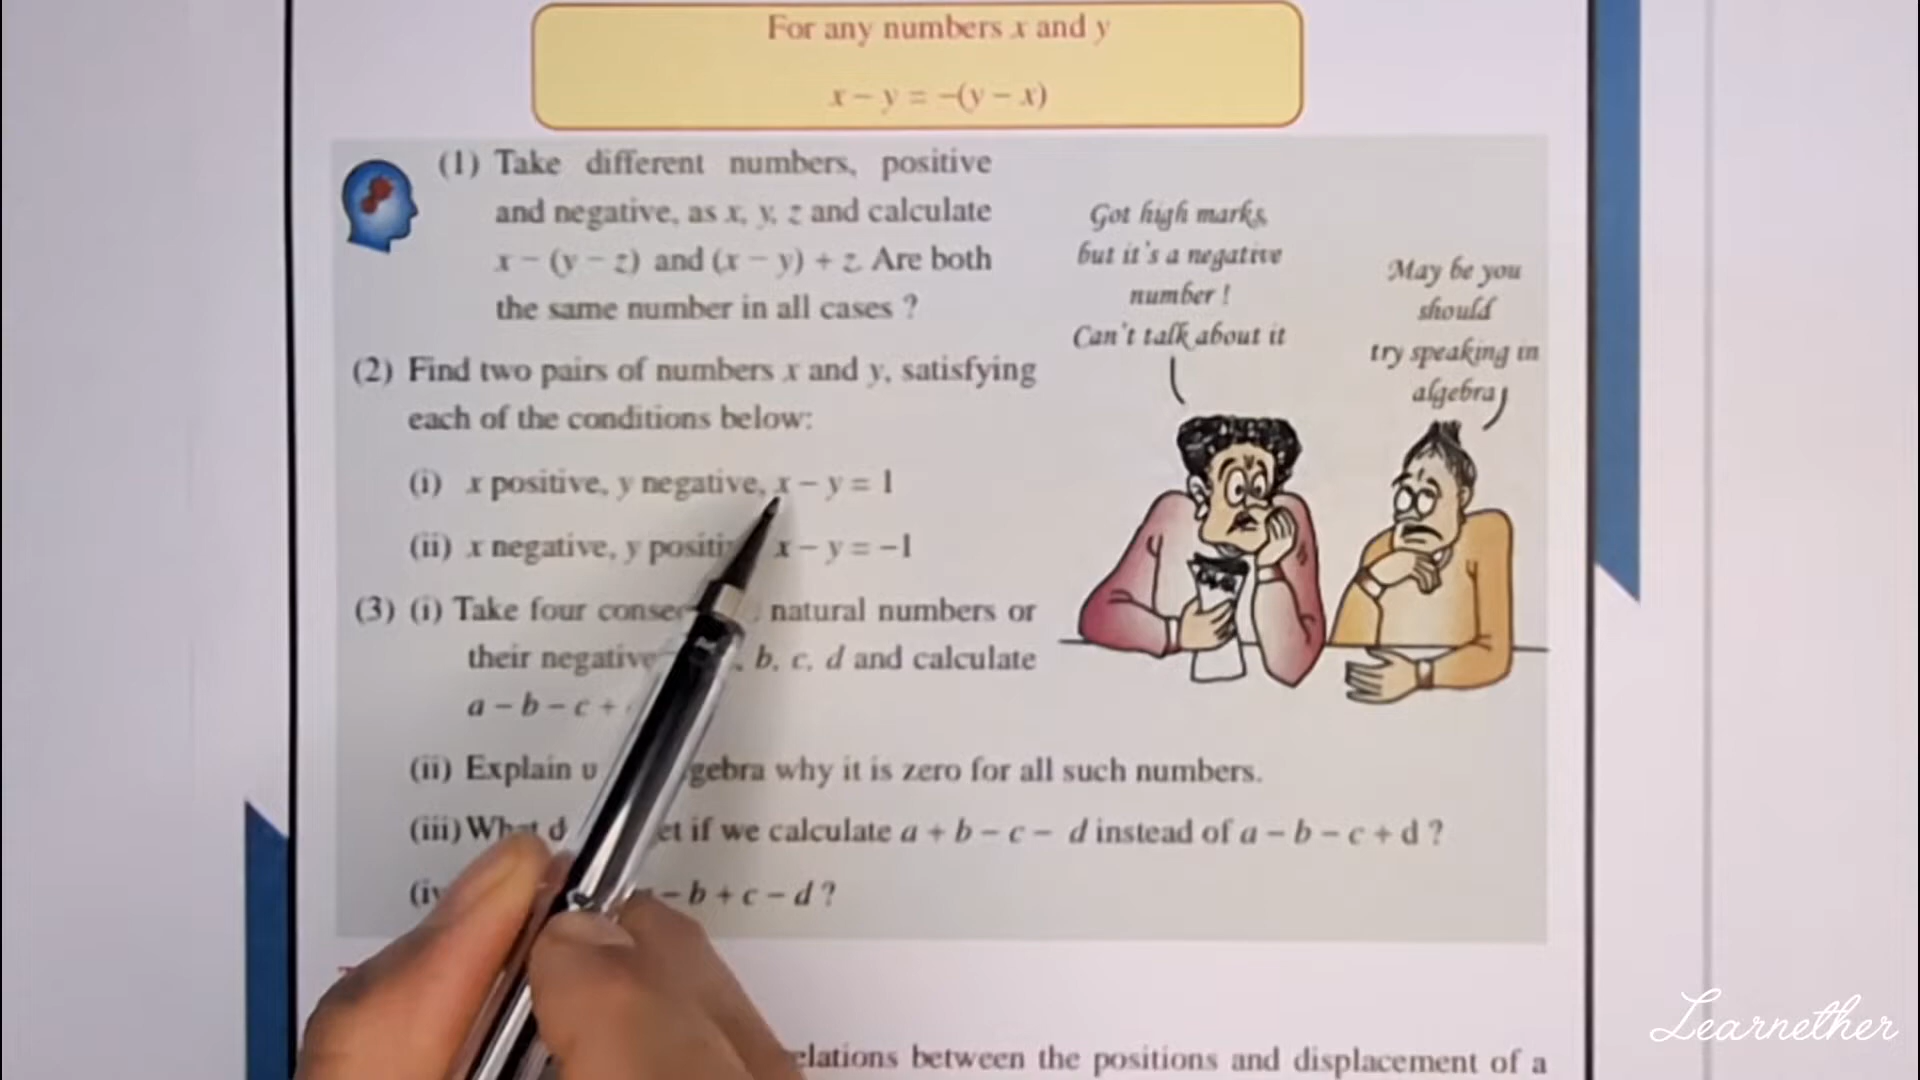 For any numbers x and y
x − y = −(y − x)
(1) Take different numbers, positive
and negative, as x, y, z and calculate
x − (y − z) and (x − y) + z. Are both
the same number in all cases ?
Got high marks,
but it's a negative
number !
Can't talk about it
May be you
should
try speaking in
algebra
(2) Find two pairs of numbers x and y, satisfying
each of the conditions below:
(i) x positive, y negative, x − y = 1
(ii) x negative, y positi x − y = −1
(3) (i) Take four conse natural numbers or
their negative b, c, d and calculate
a − b − c +
(ii) Explain u gebra why it is zero for all such numbers.
(iii) What d et if we calculate a + b − c − d instead of a − b − c + d ?
(iv − b + c − d ?
elations between the positions and displacement of a
Learnether